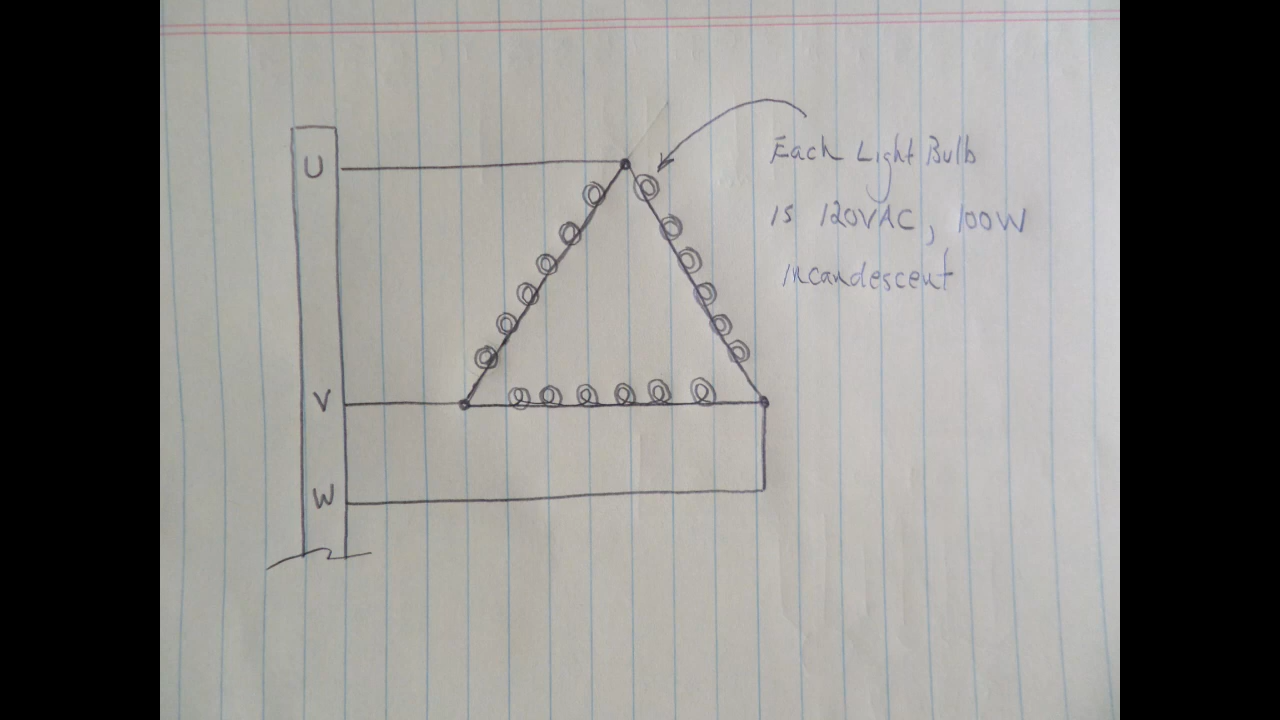 U
Each Light Bulb
is 120VAC, 100W
incandescent
V
W